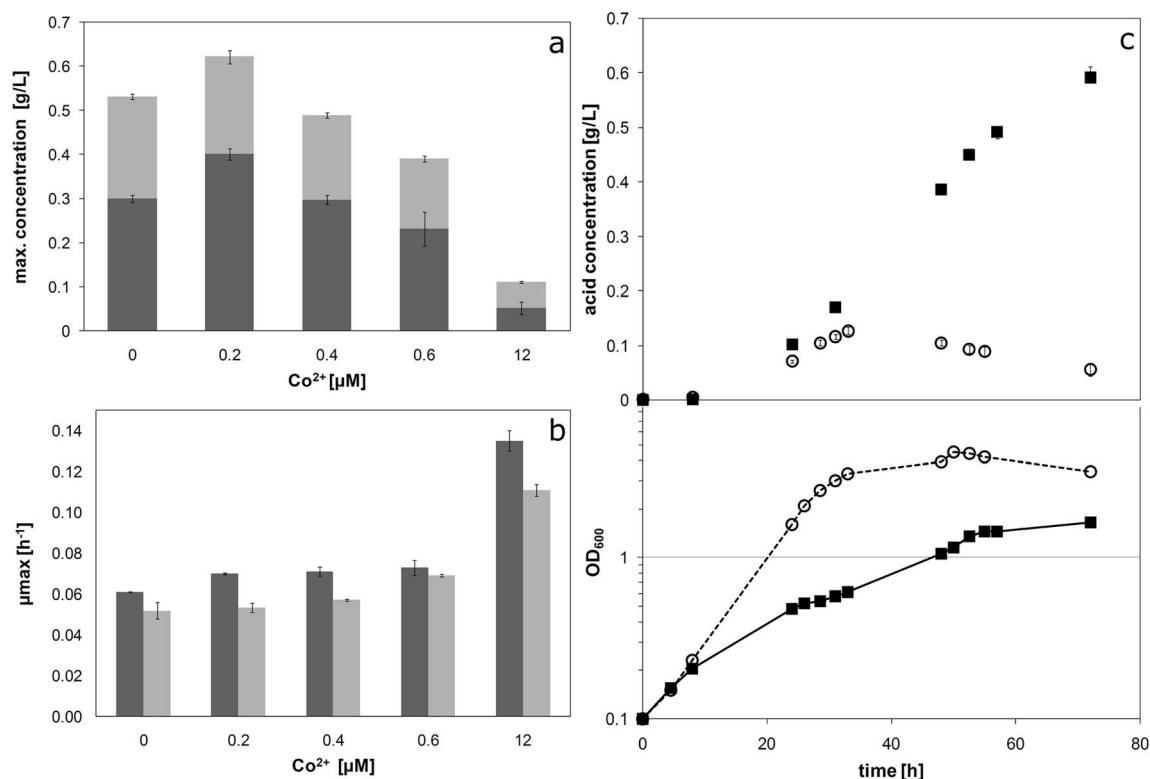 a
max. concentration [g/L]
0.7
0.6
0.5
0.4
0.3
0.2
0.1
0
0 0.2 0.4 0.6 12
Co²⁺ [µM]
b
µmax [h⁻¹]
0.14
0.12
0.10
0.08
0.06
0.04
0.02
0.00
0 0.2 0.4 0.6 12
Co²⁺ [µM]
c
acid concentration [g/L]
0.7
0.6
0.5
0.4
0.3
0.2
0.1
0
OD₆₀₀
1
0.1
0 20 40 60 80
time [h]